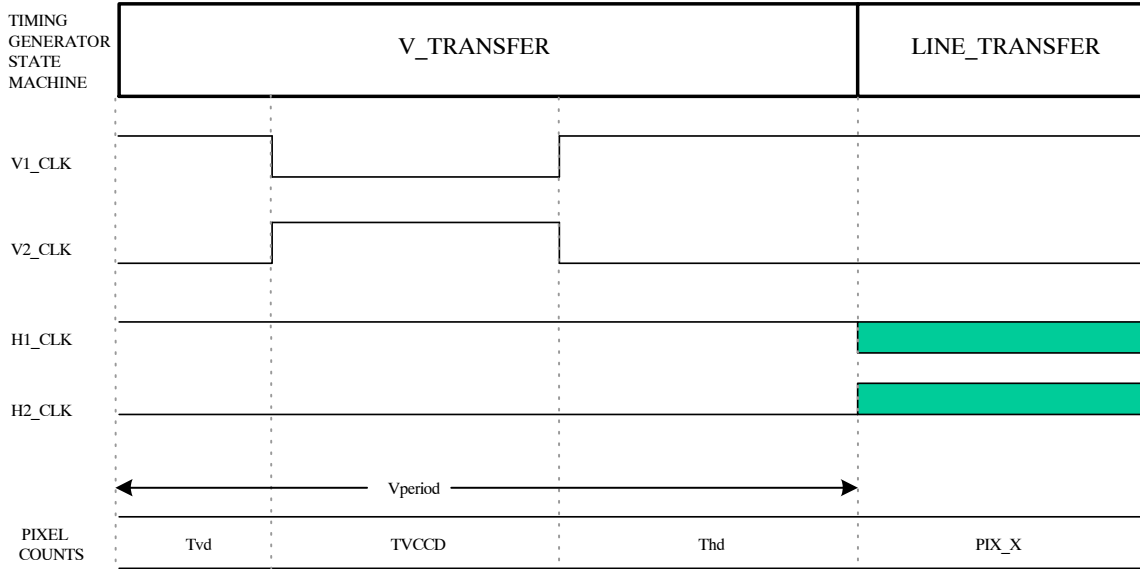 TIMING
GENERATOR
STATE
MACHINE
V_TRANSFER
LINE_TRANSFER
V1_CLK
V2_CLK
H1_CLK
H2_CLK
Vperiod
PIXEL
COUNTS
Tvd
TVCCD
Thd
PIX_X